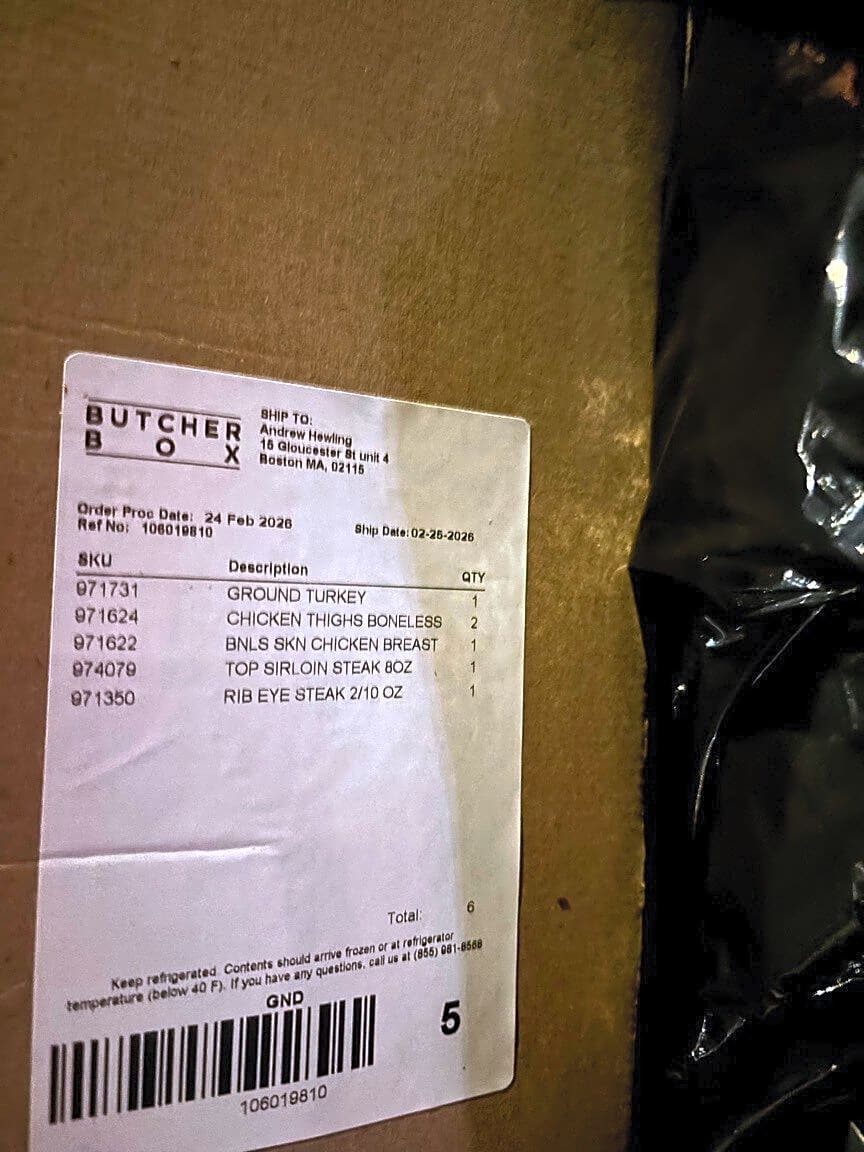 BUTCHER
BOX
SHIP TO:
Andrew Hewling
15 Gloucester St unit 4
Boston MA, 02115
Order Proc Date: 24 Feb 2026
Ref No: 106019810
Ship Date: 02-25-2026
SKU Description QTY
971731 GROUND TURKEY 1
971624 CHICKEN THIGHS BONELESS 2
971622 BNLS SKN CHICKEN BREAST 1
974079 TOP SIRLOIN STEAK 8OZ 1
971350 RIB EYE STEAK 2/10 OZ 1
Total: 6
Keep refrigerated. Contents should arrive frozen or at refrigerator
temperature (below 40 F). If you have any questions, call us at (855) 981-8568
GND
5
106019810